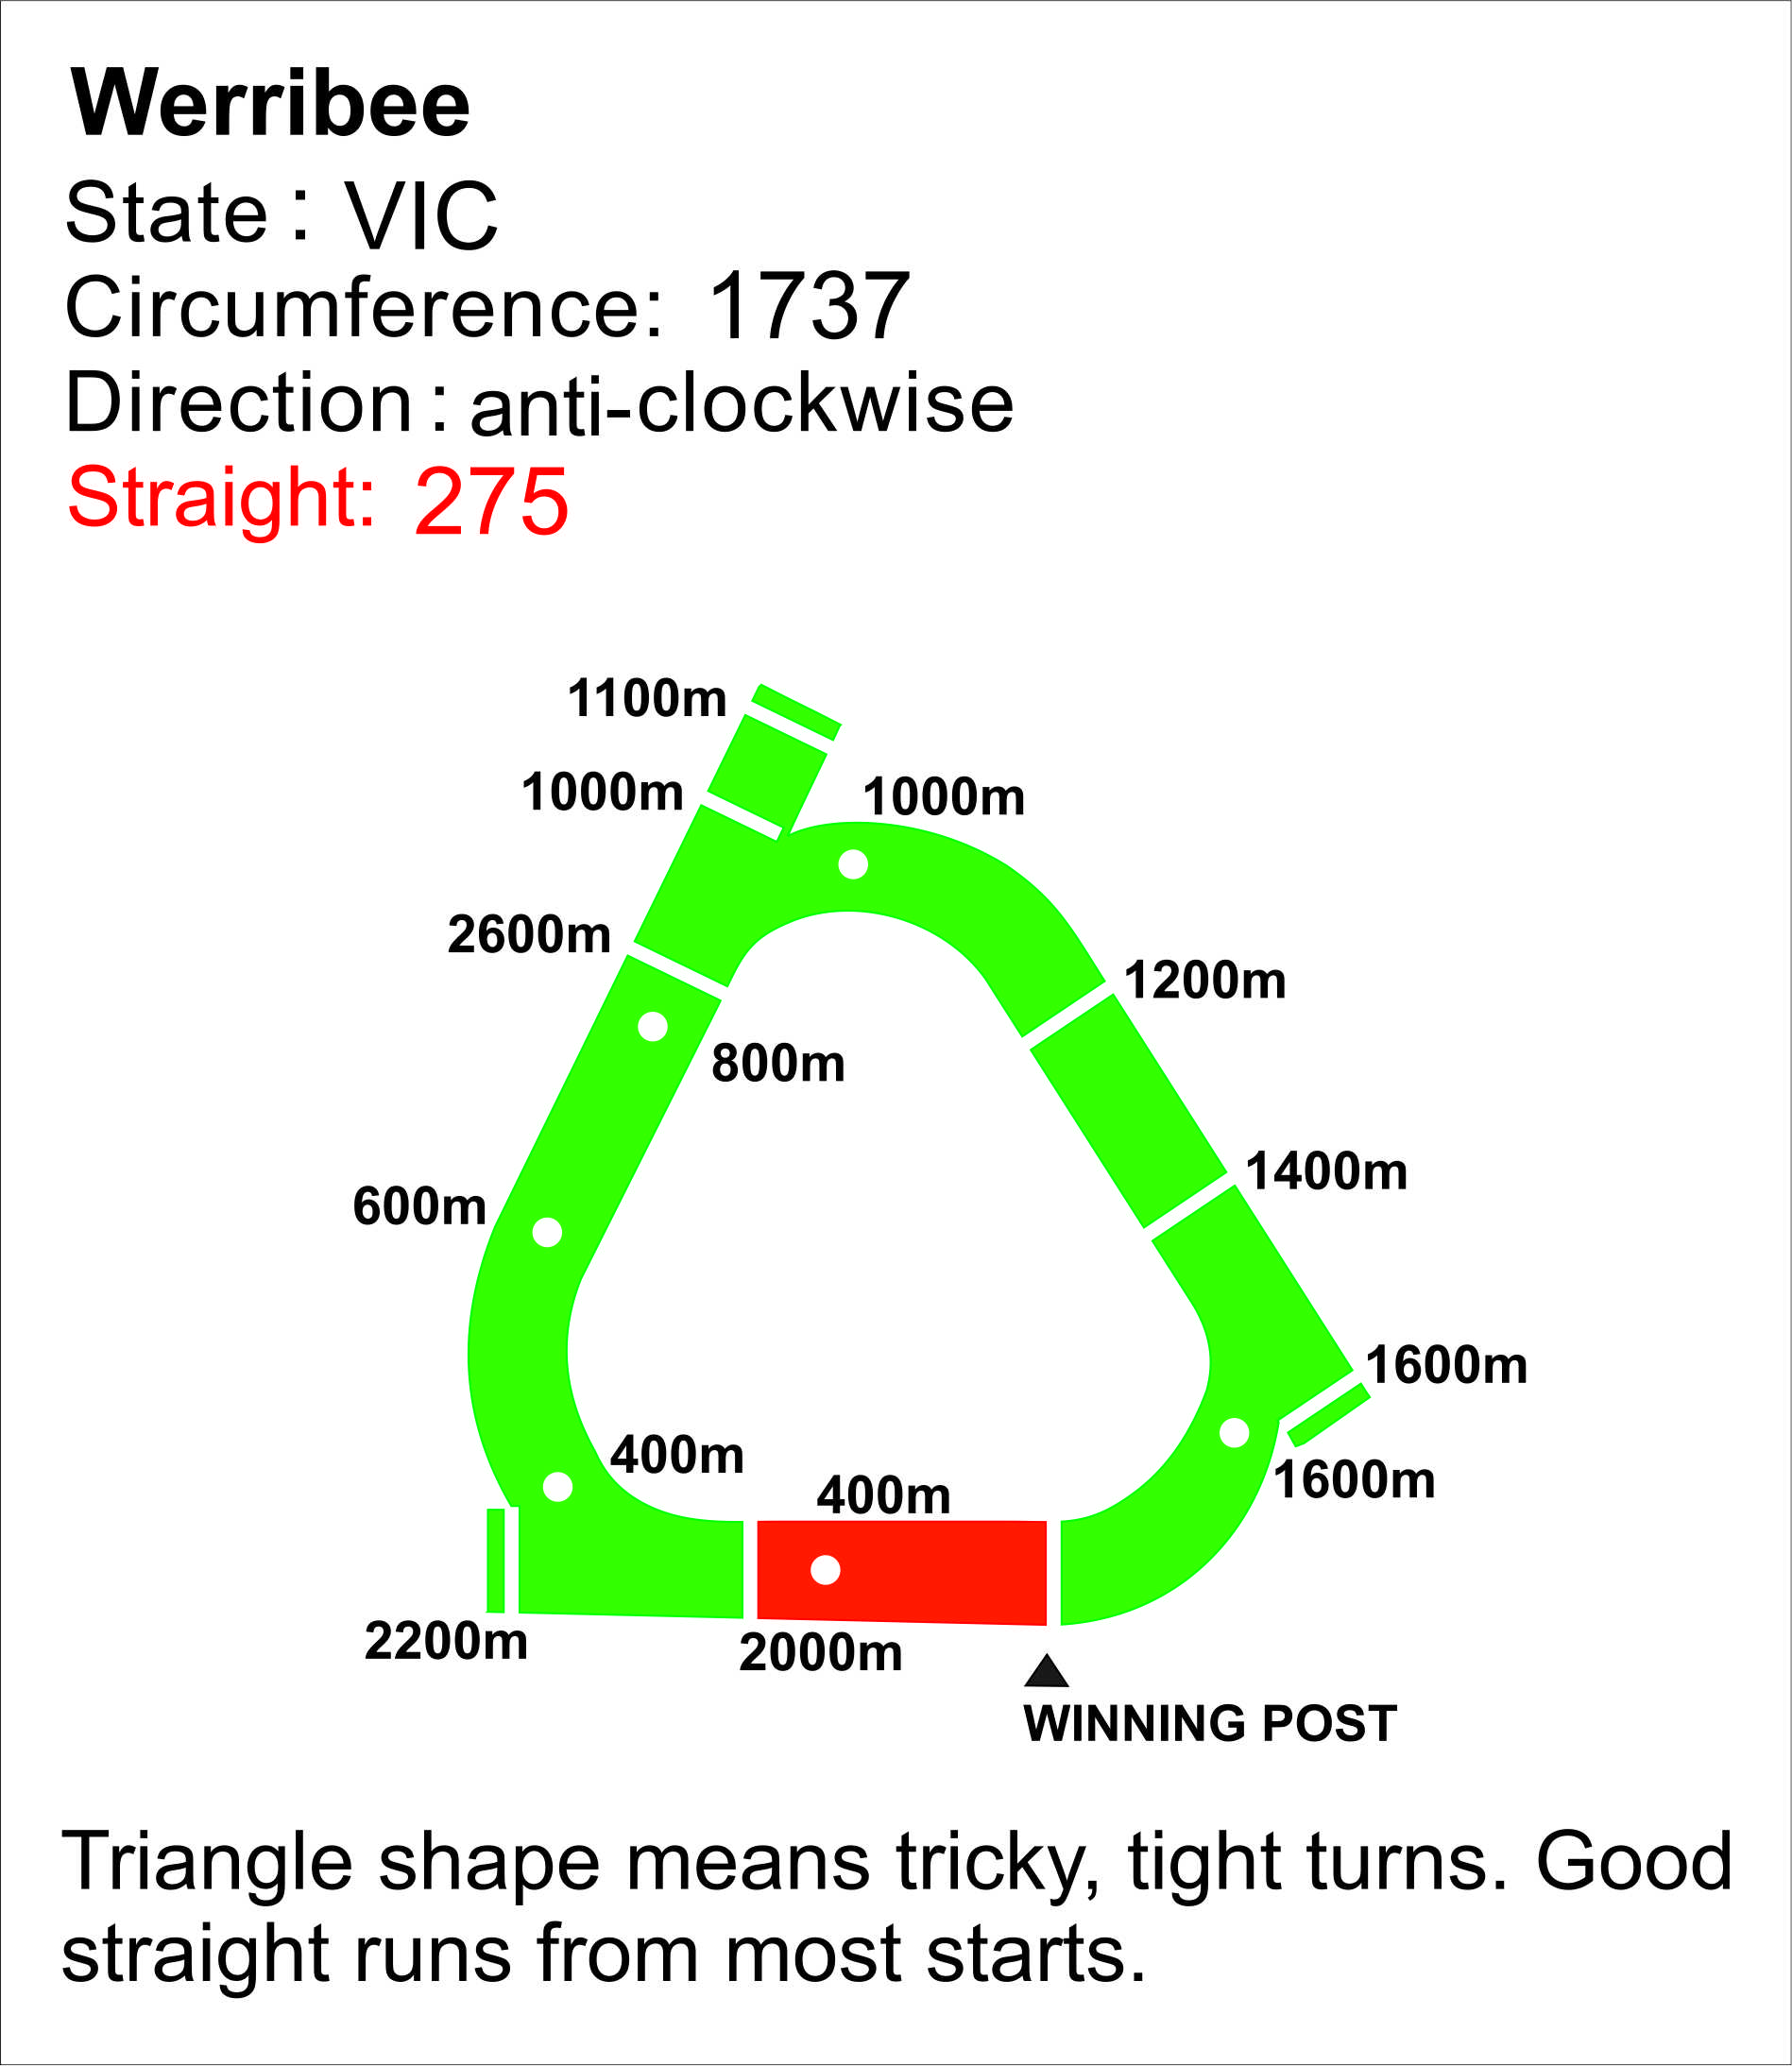 Werribee
State : VIC
Circumference: 1737
Direction : anti-clockwise
Straight: 275
1100m
1000m
1000m
2600m
1200m
800m
1400m
600m
1600m
400m
400m
1600m
2200m
2000m
WINNING POST
Triangle shape means tricky, tight turns. Good
straight runs from most starts.